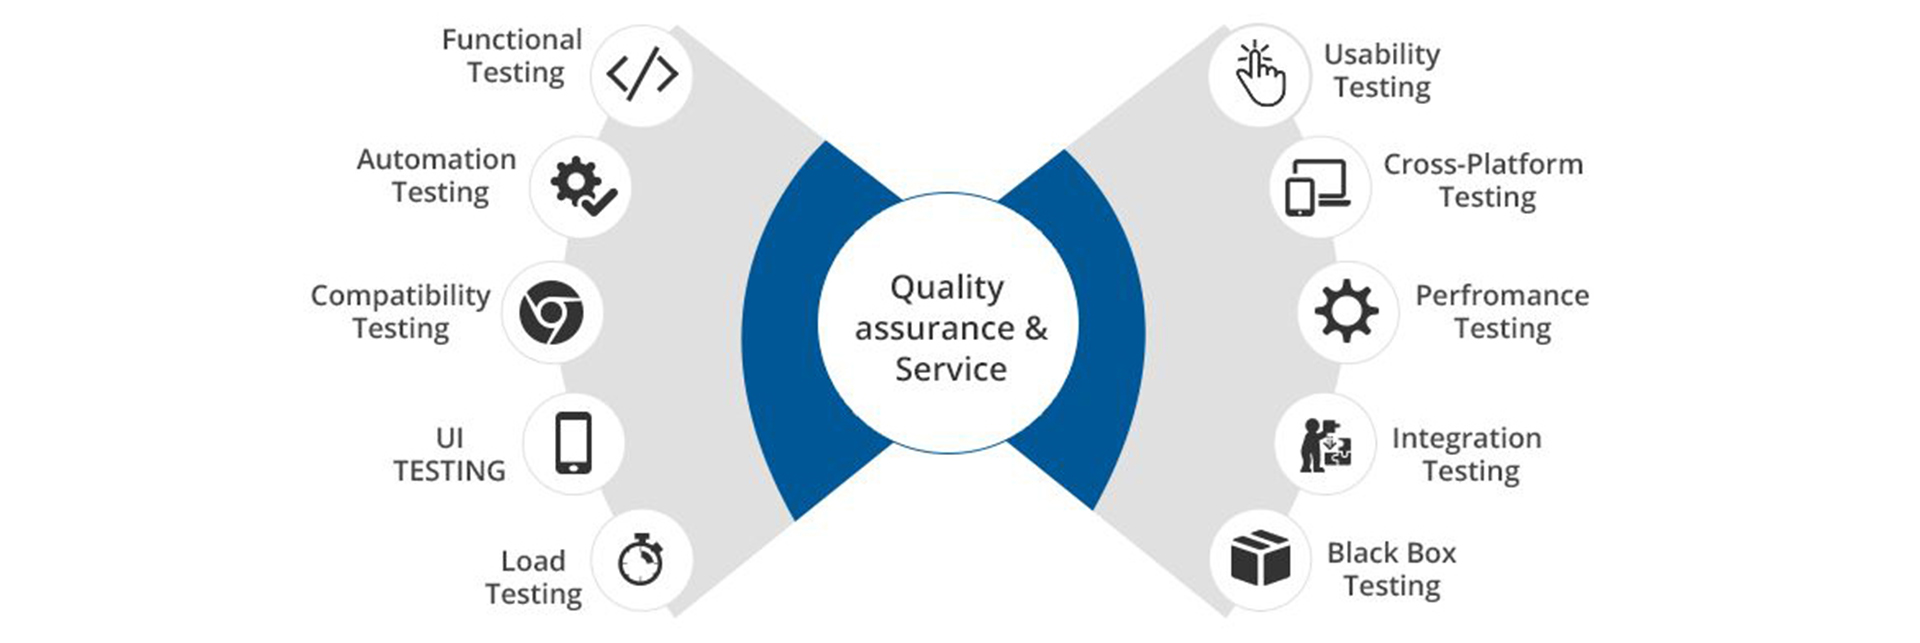 Functional
Testing
Automation
Testing
Compatibility
Testing
UI
TESTING
Load
Testing
Quality
assurance &
Service
Usability
Testing
Cross-Platform
Testing
Perfromance
Testing
Integration
Testing
Black Box
Testing